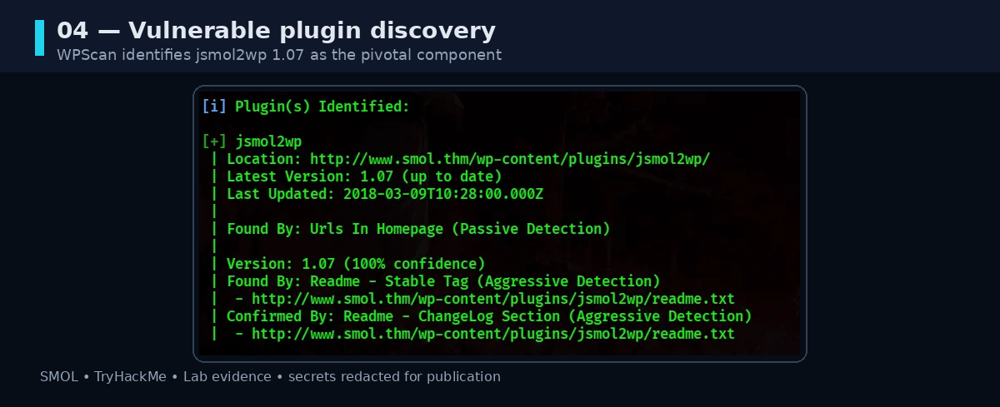 04 — Vulnerable plugin discovery
WPScan identifies jsmol2wp 1.07 as the pivotal component
[i] Plugin(s) Identified:
[+] jsmol2wp
| Location: http://www.smol.thm/wp-content/plugins/jsmol2wp/
| Latest Version: 1.07 (up to date)
| Last Updated: 2018-03-09T10:28:00.000Z
|
| Found By: Urls In Homepage (Passive Detection)
|
| Version: 1.07 (100% confidence)
| Found By: Readme - Stable Tag (Aggressive Detection)
|  - http://www.smol.thm/wp-content/plugins/jsmol2wp/readme.txt
| Confirmed By: Readme - ChangeLog Section (Aggressive Detection)
|  - http://www.smol.thm/wp-content/plugins/jsmol2wp/readme.txt
SMOL • TryHackMe • Lab evidence • secrets redacted for publication